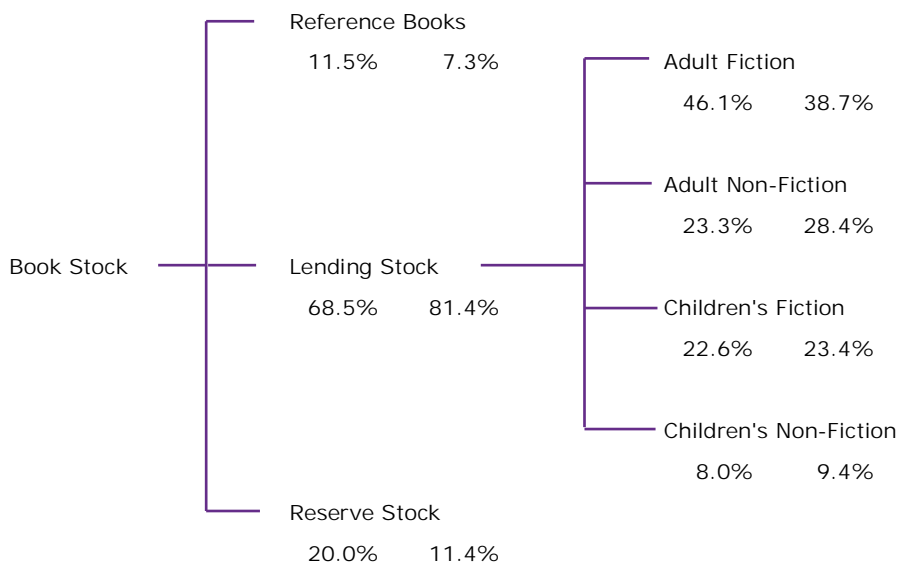 Reference Books
11.5% 7.3%
Adult Fiction
46.1% 38.7%
Adult Non-Fiction
23.3% 28.4%
Book Stock
Lending Stock
68.5% 81.4%
Children's Fiction
22.6% 23.4%
Children's Non-Fiction
8.0% 9.4%
Reserve Stock
20.0% 11.4%